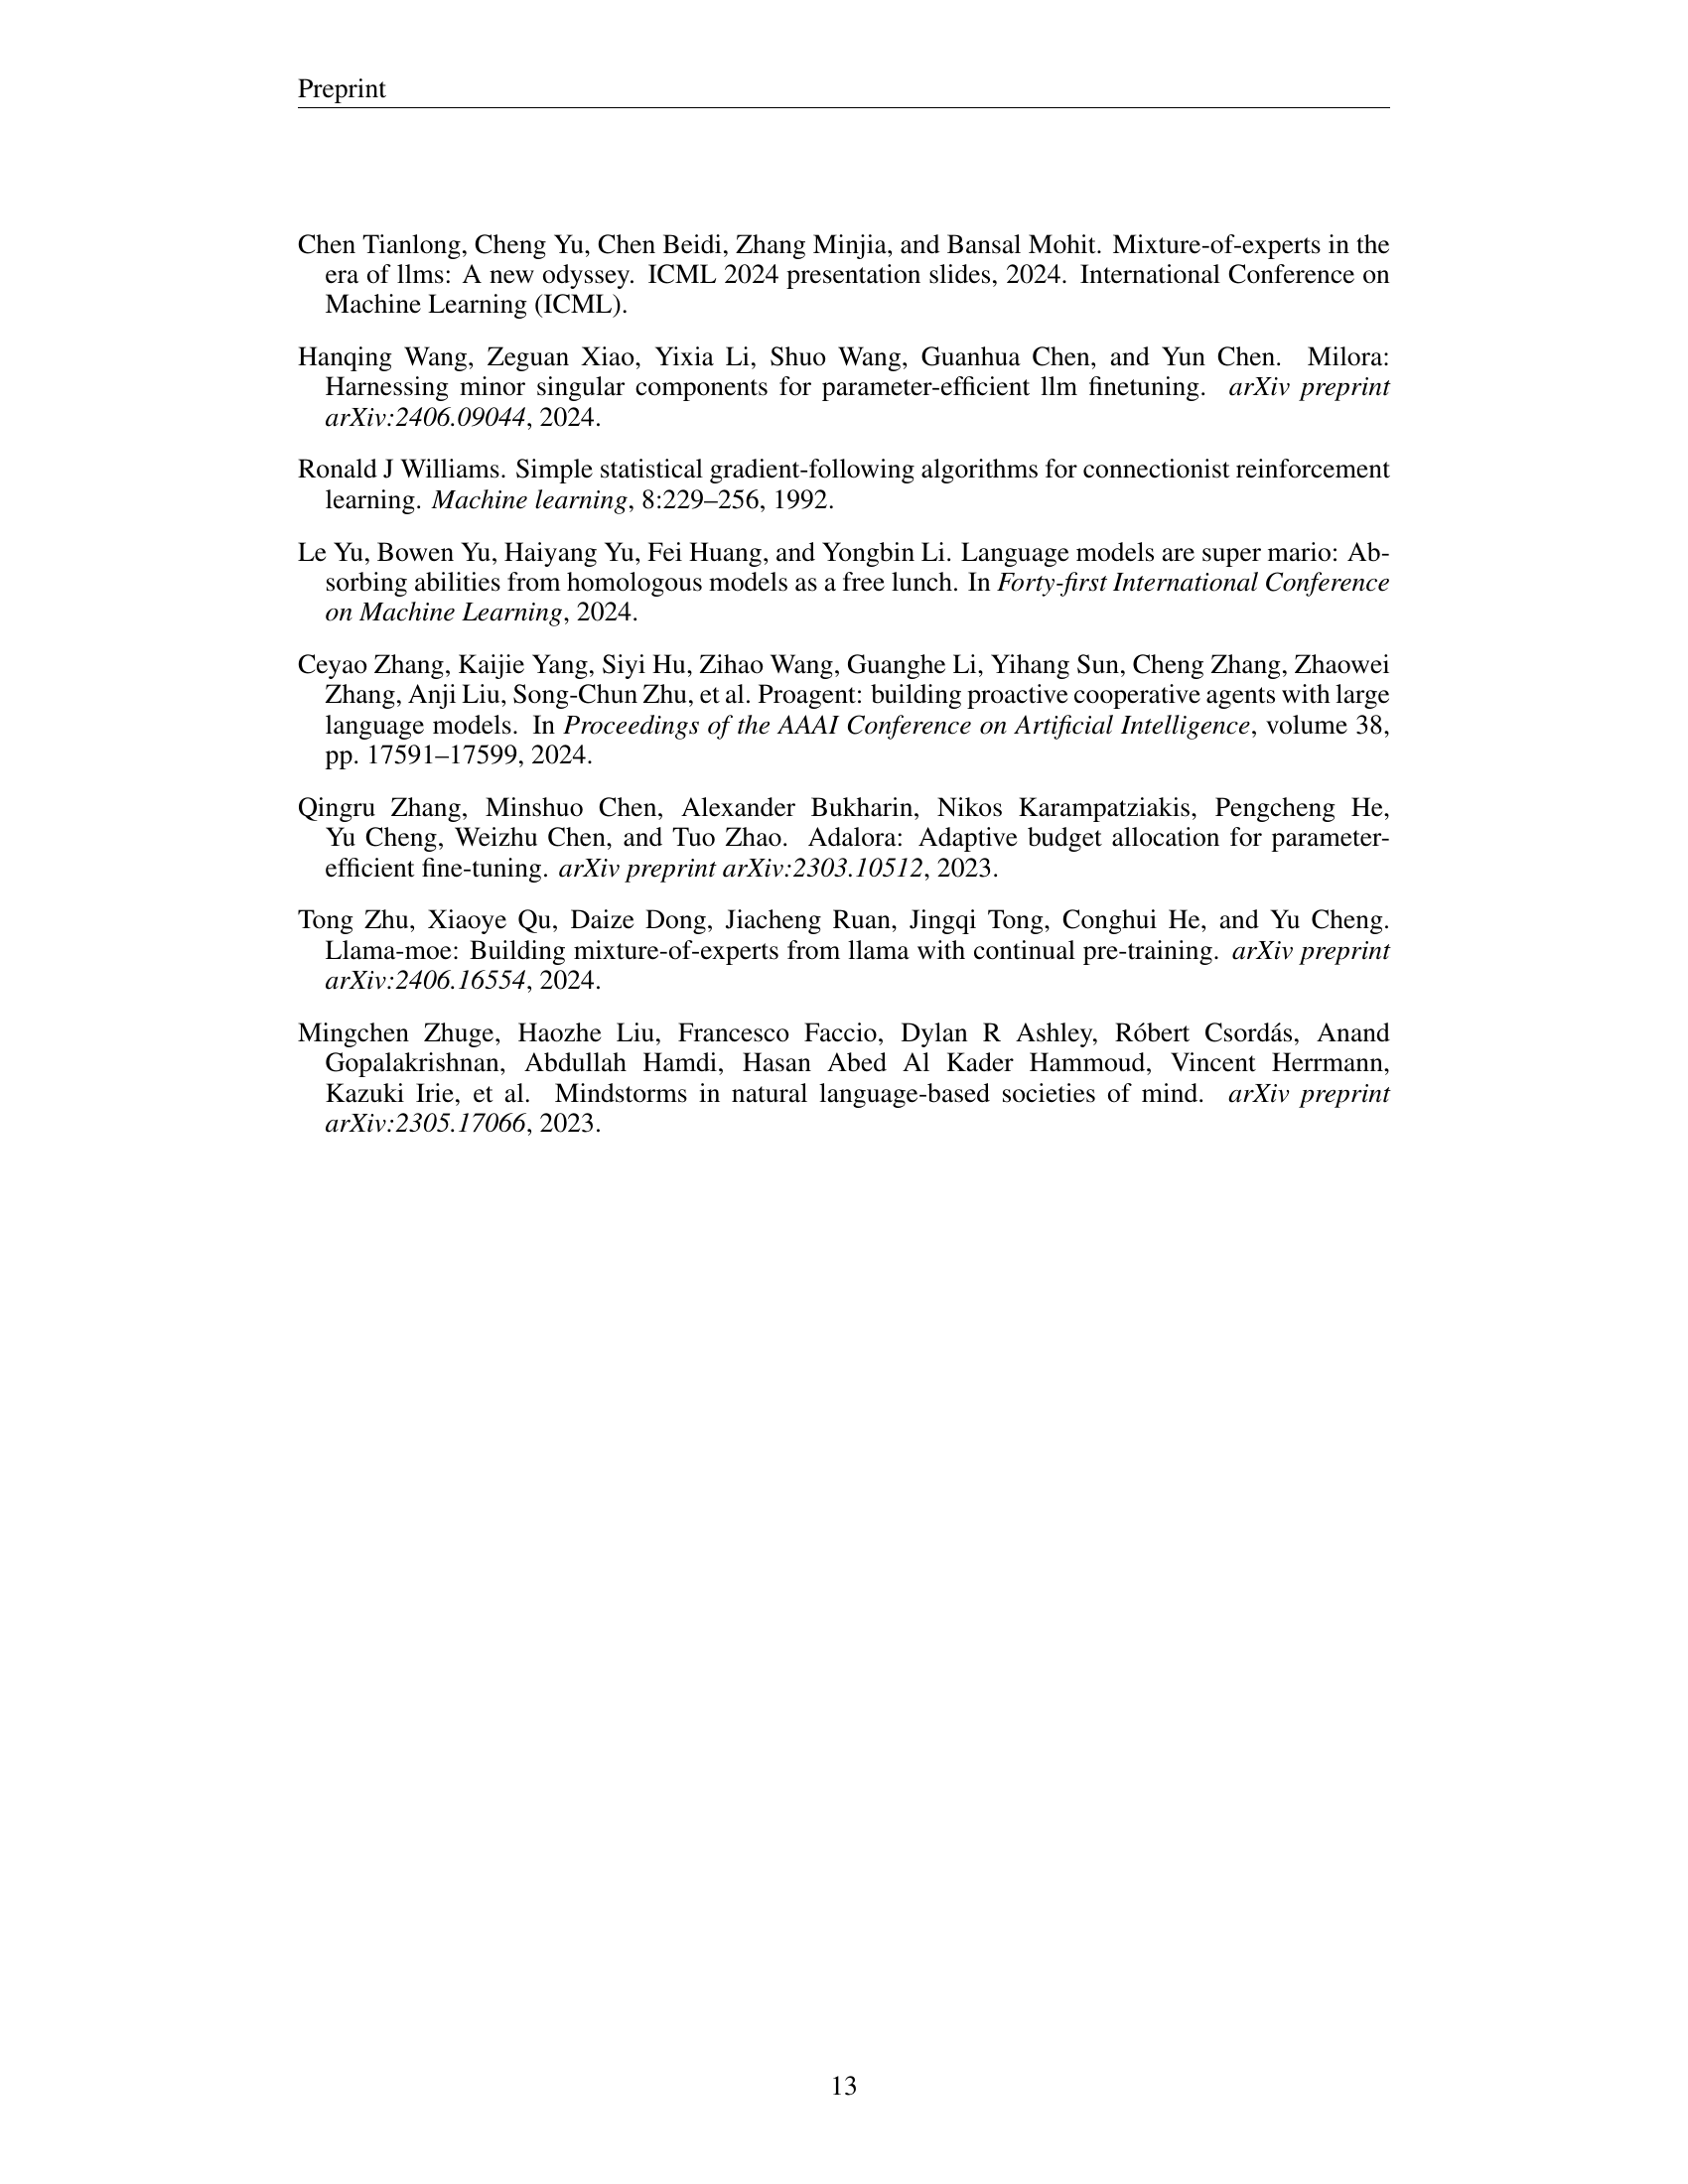 Preprint
Chen Tianlong, Cheng Yu, Chen Beidi, Zhang Minjia, and Bansal Mohit. Mixture-of-experts in the
era of llms: A new odyssey. ICML 2024 presentation slides, 2024. International Conference on
Machine Learning (ICML).
Hanqing Wang, Zeguan Xiao, Yixia Li, Shuo Wang, Guanhua Chen, and Yun Chen. Milora:
Harnessing minor singular components for parameter-efficient llm finetuning. arXiv preprint
arXiv:2406.09044, 2024.
Ronald J Williams. Simple statistical gradient-following algorithms for connectionist reinforcement
learning. Machine learning, 8:229–256, 1992.
Le Yu, Bowen Yu, Haiyang Yu, Fei Huang, and Yongbin Li. Language models are super mario: Ab-
sorbing abilities from homologous models as a free lunch. In Forty-first International Conference
on Machine Learning, 2024.
Ceyao Zhang, Kaijie Yang, Siyi Hu, Zihao Wang, Guanghe Li, Yihang Sun, Cheng Zhang, Zhaowei
Zhang, Anji Liu, Song-Chun Zhu, et al. Proagent: building proactive cooperative agents with large
language models. In Proceedings of the AAAI Conference on Artificial Intelligence, volume 38,
pp. 17591–17599, 2024.
Qingru Zhang, Minshuo Chen, Alexander Bukharin, Nikos Karampatziakis, Pengcheng He,
Yu Cheng, Weizhu Chen, and Tuo Zhao. Adalora: Adaptive budget allocation for parameter-
efficient fine-tuning. arXiv preprint arXiv:2303.10512, 2023.
Tong Zhu, Xiaoye Qu, Daize Dong, Jiacheng Ruan, Jingqi Tong, Conghui He, and Yu Cheng.
Llama-moe: Building mixture-of-experts from llama with continual pre-training. arXiv preprint
arXiv:2406.16554, 2024.
Mingchen Zhuge, Haozhe Liu, Francesco Faccio, Dylan R Ashley, Róbert Csordás, Anand
Gopalakrishnan, Abdullah Hamdi, Hasan Abed Al Kader Hammoud, Vincent Herrmann,
Kazuki Irie, et al. Mindstorms in natural language-based societies of mind. arXiv preprint
arXiv:2305.17066, 2023.
13